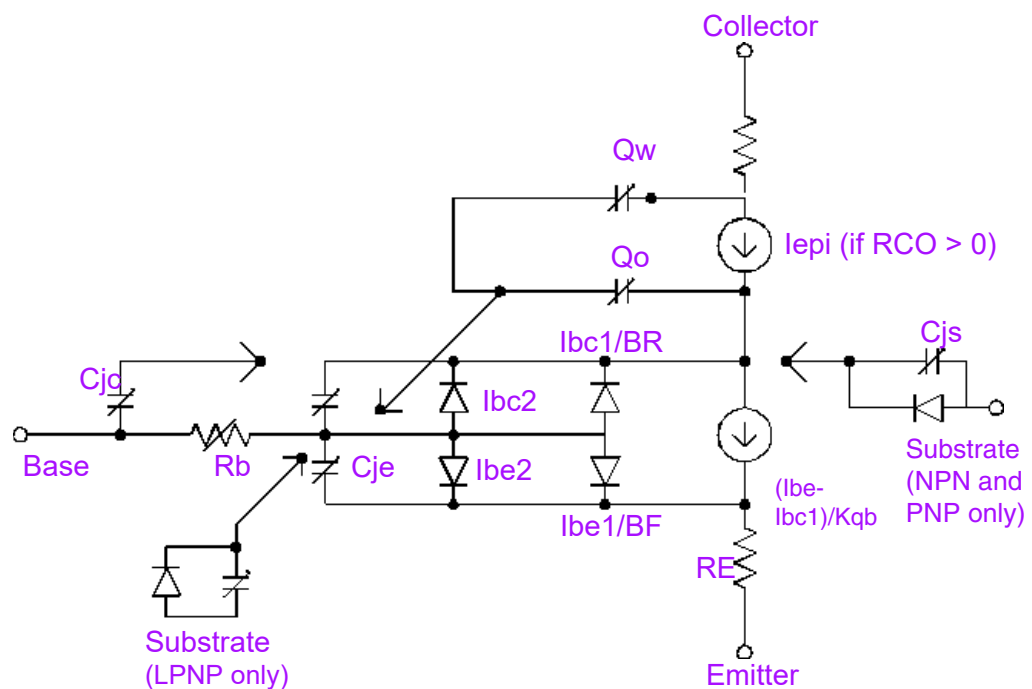 Collector
Qw
Iepi (if RCO > 0)
Qo
Ibc1/BR
Cjs
Cjc
Ibc2
Base
Rb
Cje
Ibe2
Substrate
(NPN and
PNP only)
(Ibe-
Ibc1)/Kqb
Ibe1/BF
RE
Substrate
(LPNP only)
Emitter